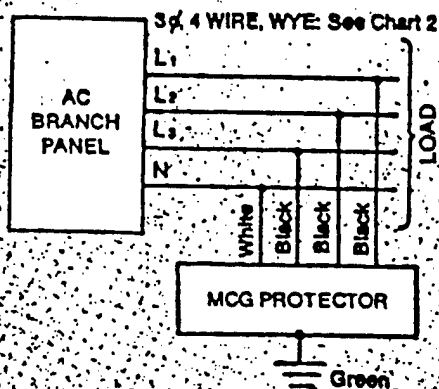 3ø, 4 WIRE, WYE: See Chart 2
L₁
AC
BRANCH
PANEL
L₂
L₃
N
LOAD
White
Black
Black
Black
MCG PROTECTOR
Green